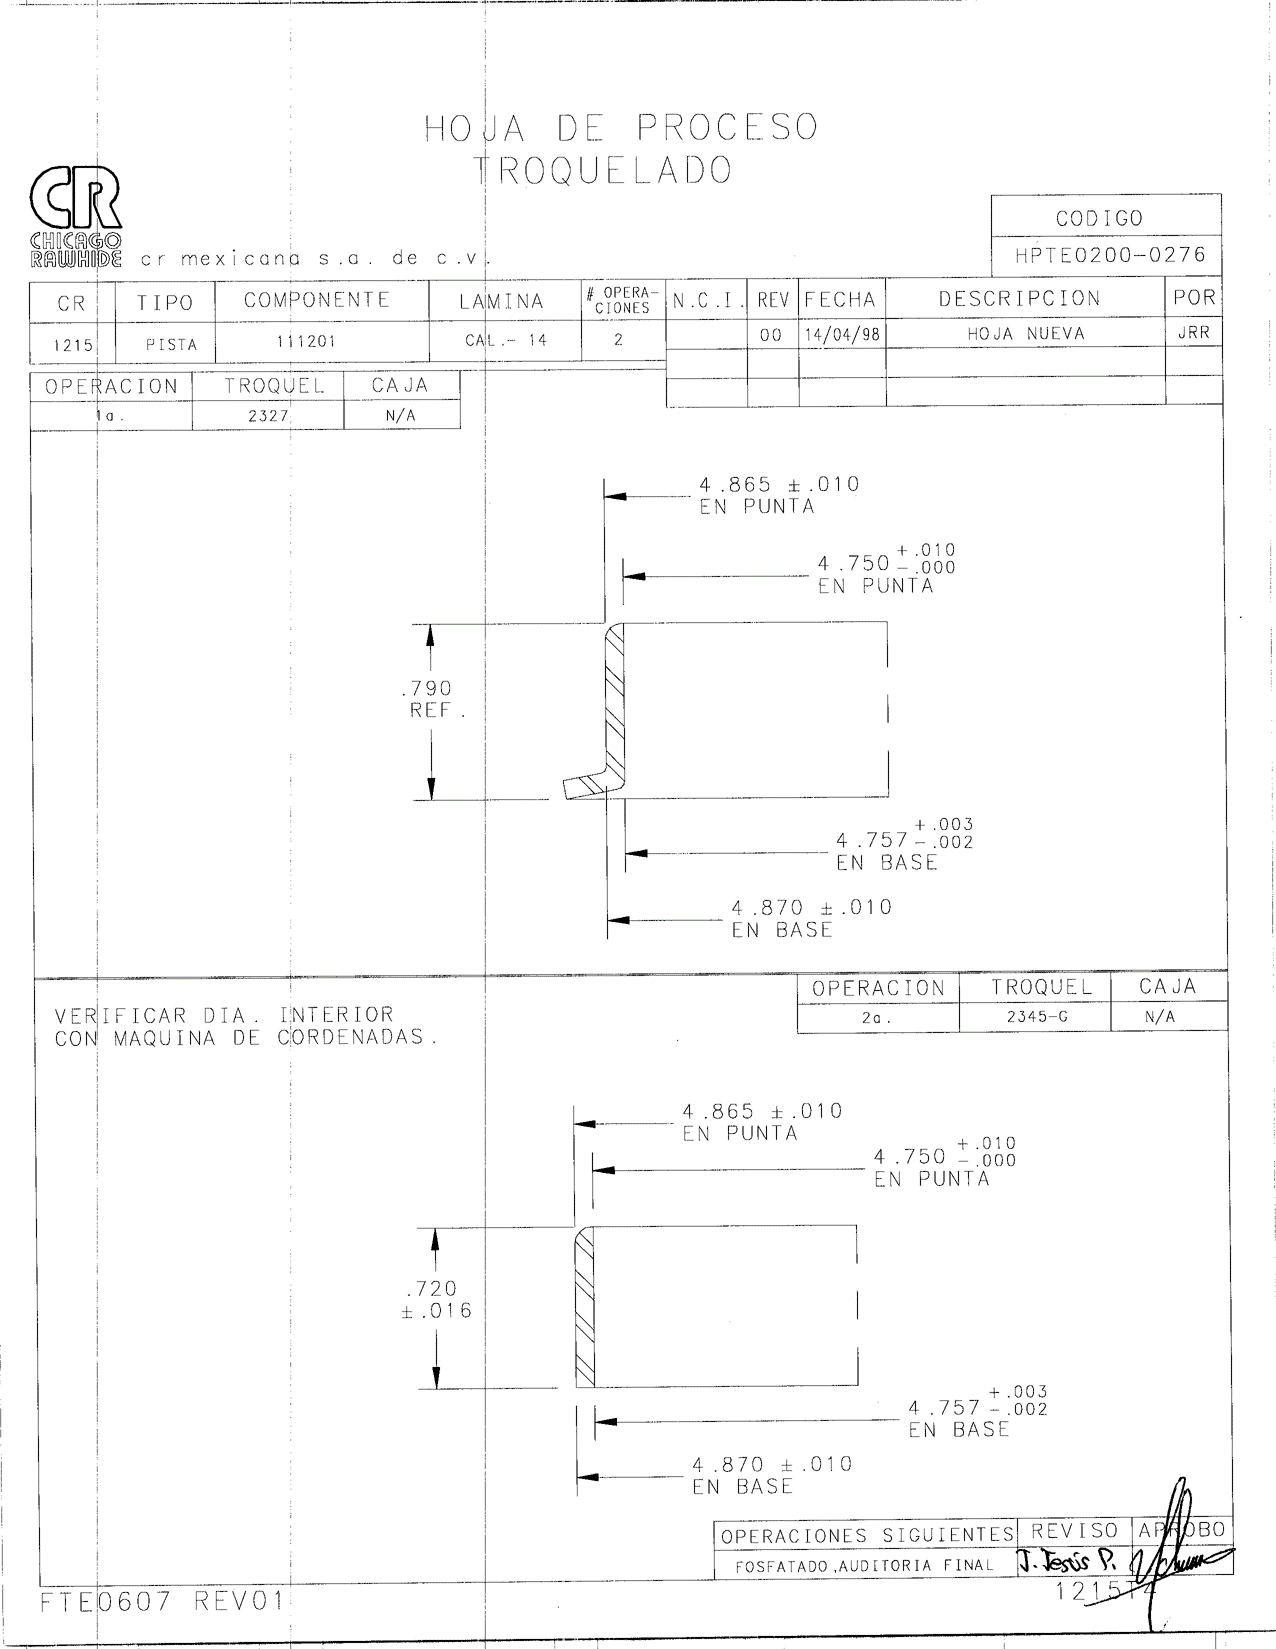 HOJA DE PROCESO
TROQUELADO
CR
CHICAGO
RAWHIDE
cr mexicana s.a. de c.v.
CODIGO
HPTE0200-0276
CR TIPO COMPONENTE LAMINA # OPERA-CIONES N.C.I. REV FECHA DESCRIPCION POR
1215 PISTA 111201 CAL.- 14 2 00 14/04/98 HOJA NUEVA JRR
OPERACION TROQUEL CAJA
1a. 2327 N/A
4.865 ±.010
EN PUNTA
4.750 +.010 -.000
EN PUNTA
.790
REF.
4.757 +.003 -.002
EN BASE
4.870 ±.010
EN BASE
OPERACION TROQUEL CAJA
2a. 2345-G N/A
VERIFICAR DIA. INTERIOR
CON MAQUINA DE CORDENADAS.
4.865 ±.010
EN PUNTA
4.750 +.010 -.000
EN PUNTA
.720
±.016
4.757 +.003 -.002
EN BASE
4.870 ±.010
EN BASE
OPERACIONES SIGUIENTES REVISO APROBO
FOSFATADO,AUDITORIA FINAL J. Jesús P.
1215T4
FTE0607 REV01